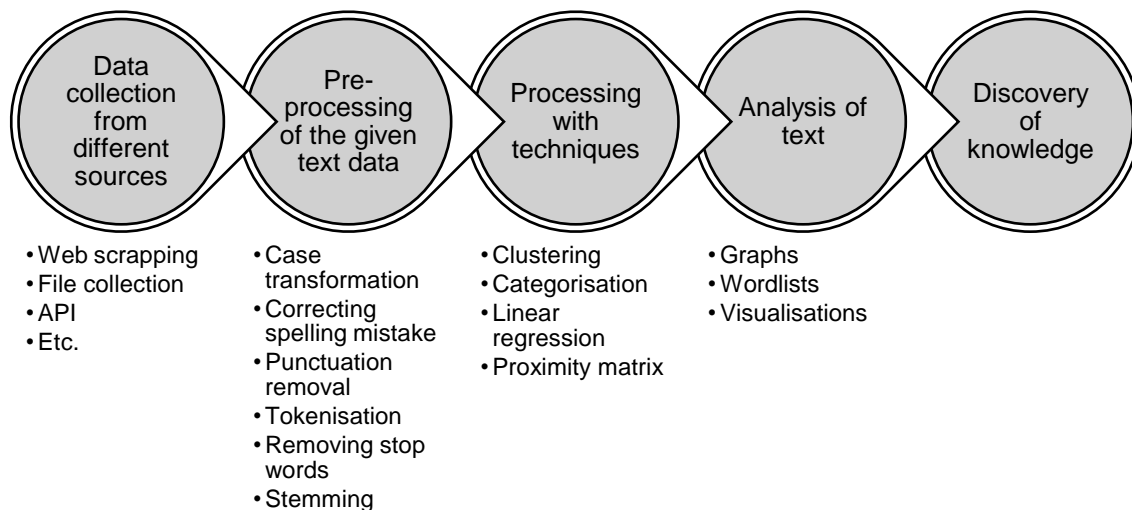 Data
collection
from
different
sources
• Web scrapping
• File collection
• API
• Etc.
Pre-
processing
of the given
text data
• Case
transformation
• Correcting
spelling mistake
• Punctuation
removal
• Tokenisation
• Removing stop
words
• Stemming
Processing
with
techniques
• Clustering
• Categorisation
• Linear
regression
• Proximity matrix
Analysis of
text
• Graphs
• Wordlists
• Visualisations
Discovery
of
knowledge